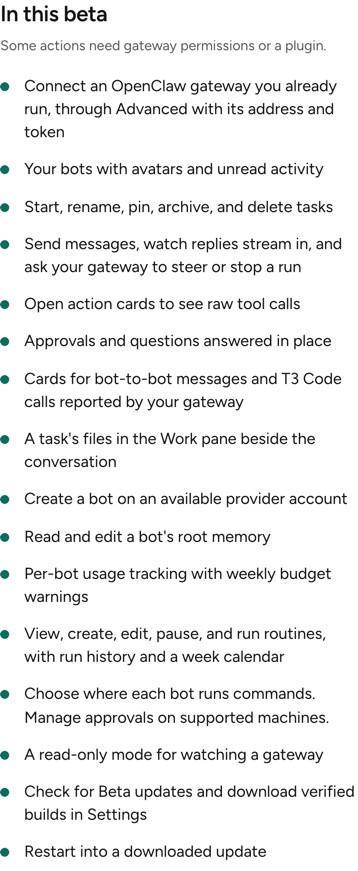 In this beta
Some actions need gateway permissions or a plugin.
Connect an OpenClaw gateway you already
run, through Advanced with its address and
token
Your bots with avatars and unread activity
Start, rename, pin, archive, and delete tasks
Send messages, watch replies stream in, and
ask your gateway to steer or stop a run
Open action cards to see raw tool calls
Approvals and questions answered in place
Cards for bot-to-bot messages and T3 Code
calls reported by your gateway
A task's files in the Work pane beside the
conversation
Create a bot on an available provider account
Read and edit a bot's root memory
Per-bot usage tracking with weekly budget
warnings
View, create, edit, pause, and run routines,
with run history and a week calendar
Choose where each bot runs commands.
Manage approvals on supported machines.
A read-only mode for watching a gateway
Check for Beta updates and download verified
builds in Settings
Restart into a downloaded update